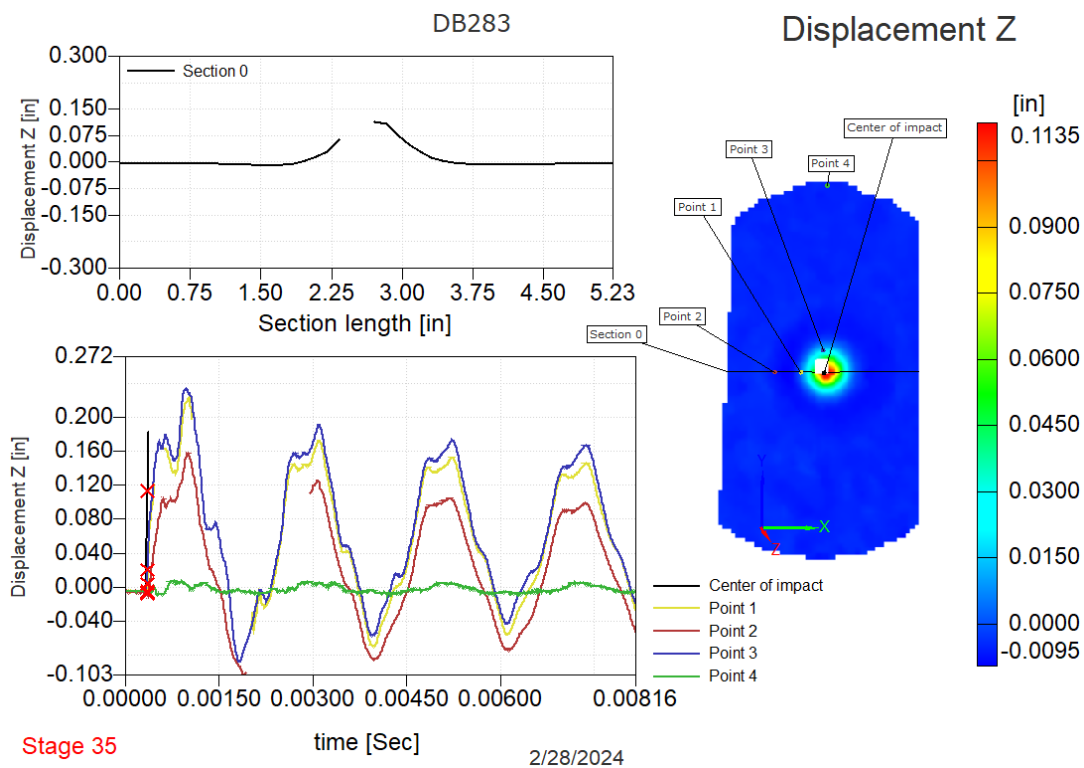 DB283
Displacement Z
0.300
0.150
0.075
0.000
-0.075
-0.150
-0.300
Displacement Z [in]
Section 0
0.00 0.75 1.50 2.25 3.00 3.75 4.50 5.23
Section length [in]
0.272
0.200
0.160
0.120
0.080
0.040
0.000
-0.040
-0.103
Displacement Z [in]
0.00000 0.00150 0.00300 0.00450 0.00600 0.00816
time [Sec]
Stage 35
2/28/2024
Center of impact
Point 3
Point 4
Point 1
Point 2
Section 0
Y
X
Z
Center of impact
Point 1
Point 2
Point 3
Point 4
[in]
0.1135
0.0900
0.0750
0.0600
0.0450
0.0300
0.0150
0.0000
-0.0095